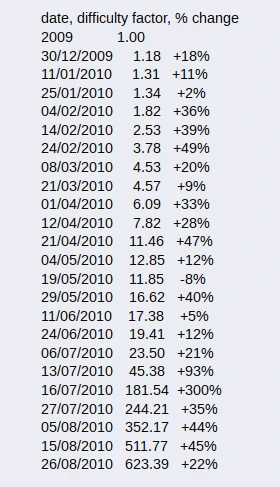 date, difficulty factor, % change
2009 1.00
30/12/2009 1.18 +18%
11/01/2010 1.31 +11%
25/01/2010 1.34 +2%
04/02/2010 1.82 +36%
14/02/2010 2.53 +39%
24/02/2010 3.78 +49%
08/03/2010 4.53 +20%
21/03/2010 4.57 +9%
01/04/2010 6.09 +33%
12/04/2010 7.82 +28%
21/04/2010 11.46 +47%
04/05/2010 12.85 +12%
19/05/2010 11.85 -8%
29/05/2010 16.62 +40%
11/06/2010 17.38 +5%
24/06/2010 19.41 +12%
06/07/2010 23.50 +21%
13/07/2010 45.38 +93%
16/07/2010 181.54 +300%
27/07/2010 244.21 +35%
05/08/2010 352.17 +44%
15/08/2010 511.77 +45%
26/08/2010 623.39 +22%